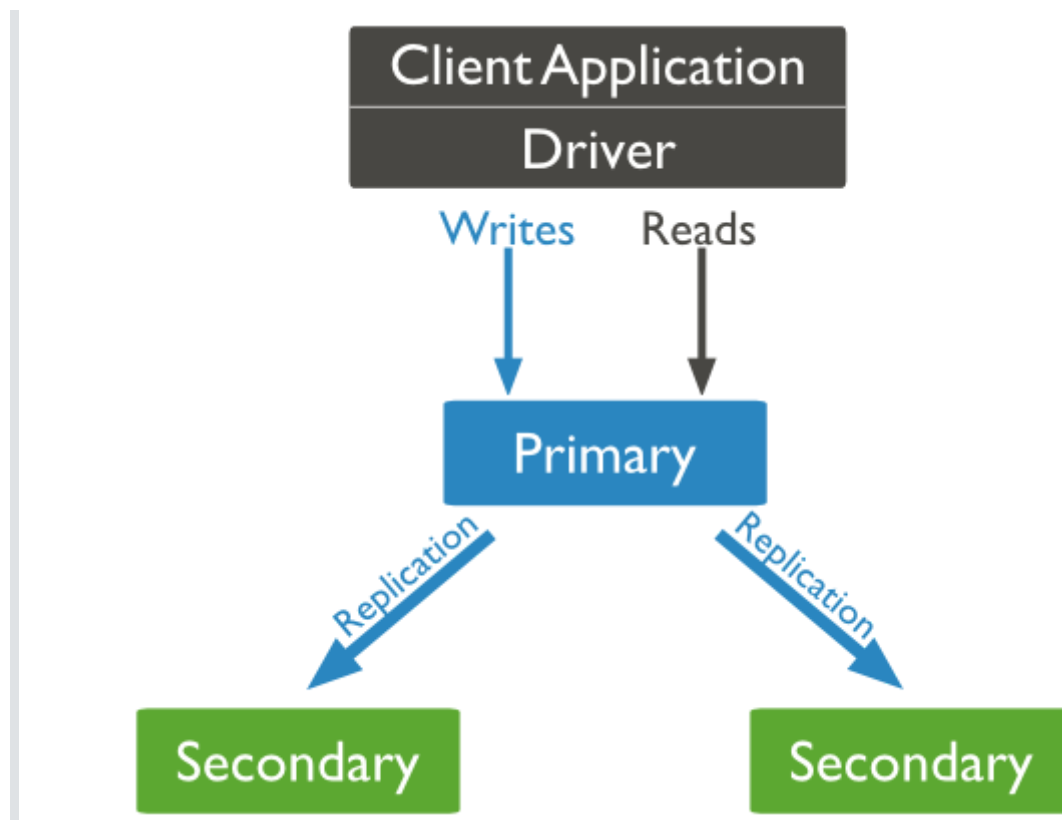 Client Application
Driver
Writes Reads
Primary
Replication Replication
Secondary Secondary